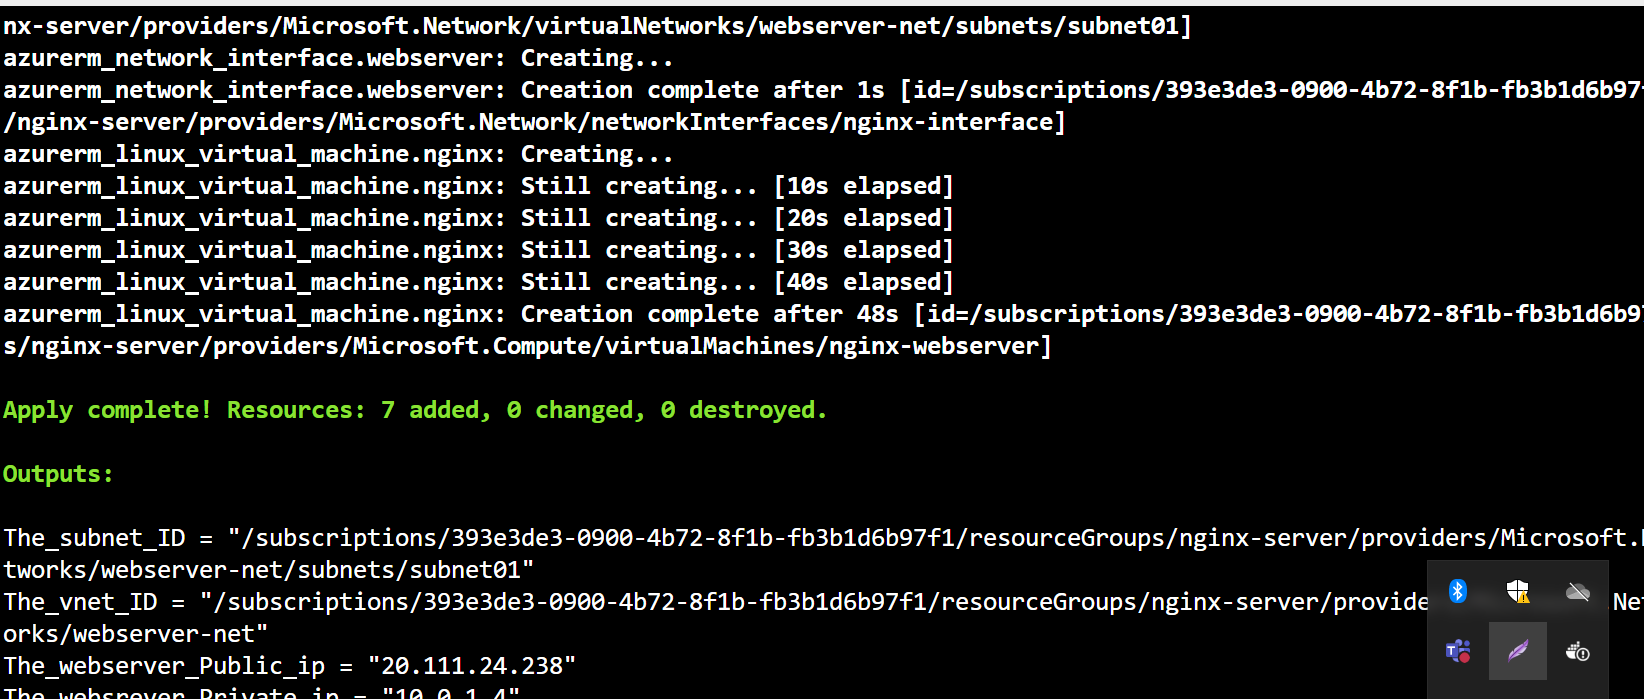 nx-server/providers/Microsoft.Network/virtualNetworks/webserver-net/subnets/subnet01]
azurerm_network_interface.webserver: Creating...
azurerm_network_interface.webserver: Creation complete after 1s [id=/subscriptions/393e3de3-0900-4b72-8f1b-fb3b1d6b97f
/nginx-server/providers/Microsoft.Network/networkInterfaces/nginx-interface]
azurerm_linux_virtual_machine.nginx: Creating...
azurerm_linux_virtual_machine.nginx: Still creating... [10s elapsed]
azurerm_linux_virtual_machine.nginx: Still creating... [20s elapsed]
azurerm_linux_virtual_machine.nginx: Still creating... [30s elapsed]
azurerm_linux_virtual_machine.nginx: Still creating... [40s elapsed]
azurerm_linux_virtual_machine.nginx: Creation complete after 48s [id=/subscriptions/393e3de3-0900-4b72-8f1b-fb3b1d6b97
s/nginx-server/providers/Microsoft.Compute/virtualMachines/nginx-webserver]
Apply complete! Resources: 7 added, 0 changed, 0 destroyed.
Outputs:
The_subnet_ID = "/subscriptions/393e3de3-0900-4b72-8f1b-fb3b1d6b97f1/resourceGroups/nginx-server/providers/Microsoft.
tworks/webserver-net/subnets/subnet01"
The_vnet_ID = "/subscriptions/393e3de3-0900-4b72-8f1b-fb3b1d6b97f1/resourceGroups/nginx-server/provide .Ne
orks/webserver-net"
The_webserver_Public_ip = "20.111.24.238"
The_websrever_Private_ip = "10.0.1.4"